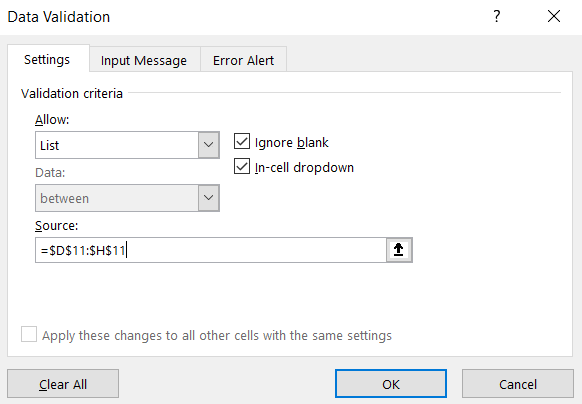 Data Validation ?
Settings Input Message Error Alert
Validation criteria
Allow:
List Ignore blank
Data: In-cell dropdown
between
Source:
=$D$11:$H$11
Apply these changes to all other cells with the same settings
Clear All OK Cancel